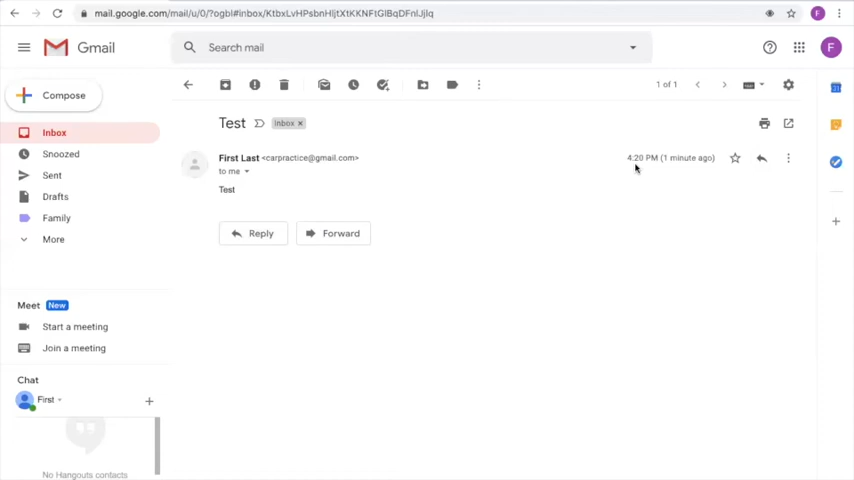 mail.google.com/mail/u/0/?ogbl#inbox/KtbxLvHPsbnHljtXtKKNFtGlBqDFnlJjlq
F
Gmail
Search mail
F
Compose
1 of 1
31
Inbox
Test
Inbox x
Snoozed
First Last <carpractice@gmail.com>
4:20 PM (1 minute ago)
to me
Sent
Test
Drafts
Family
Reply
Forward
More
Meet New
Start a meeting
Join a meeting
Chat
First
No Hangouts contacts